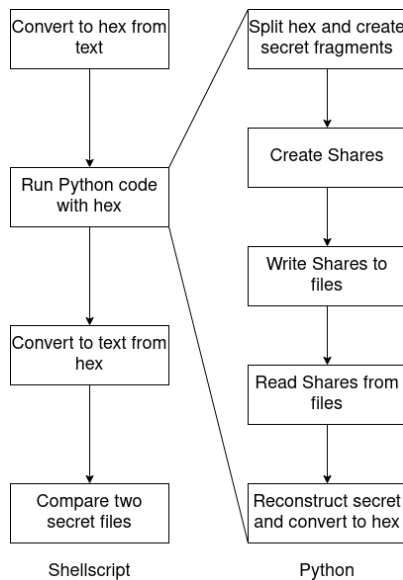 Convert to hex from
text
Run Python code
with hex
Convert to text from
hex
Compare two
secret files
Shellscript
Split hex and create
secret fragments
Create Shares
Write Shares to
files
Read Shares from
files
Reconstruct secret
and convert to hex
Python